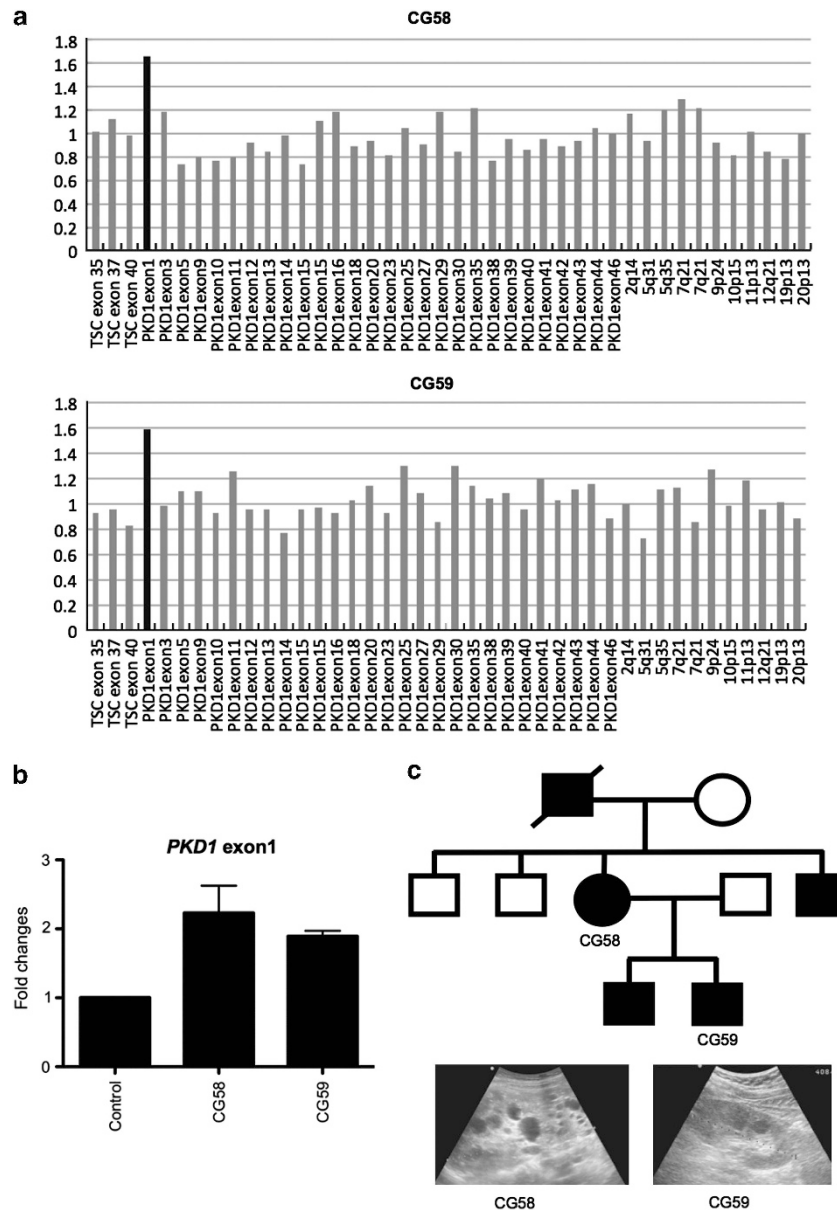 a
CG58
1.8
1.6
1.4
1.2
1
0.8
0.6
0.4
0.2
0
TSC exon 35
TSC exon 37
TSC exon 40
PKD1exon1
PKD1exon3
PKD1exon5
PKD1exon9
PKD1exon10
PKD1exon11
PKD1exon12
PKD1exon13
PKD1exon14
PKD1exon15
PKD1exon15
PKD1exon16
PKD1exon18
PKD1exon20
PKD1exon23
PKD1exon25
PKD1exon27
PKD1exon29
PKD1exon30
PKD1exon35
PKD1exon38
PKD1exon39
PKD1exon40
PKD1exon41
PKD1exon42
PKD1exon43
PKD1exon44
PKD1exon46
2q14
5q31
5q35
7q21
7q21
9p24
10p15
11p13
12q21
19p13
20p13
CG59
1.8
1.6
1.4
1.2
1
0.8
0.6
0.4
0.2
0
TSC exon 35
TSC exon 37
TSC exon 40
PKD1exon1
PKD1exon3
PKD1exon5
PKD1exon9
PKD1exon10
PKD1exon11
PKD1exon12
PKD1exon13
PKD1exon14
PKD1exon15
PKD1exon15
PKD1exon16
PKD1exon18
PKD1exon20
PKD1exon23
PKD1exon25
PKD1exon27
PKD1exon29
PKD1exon30
PKD1exon35
PKD1exon38
PKD1exon39
PKD1exon40
PKD1exon41
PKD1exon42
PKD1exon43
PKD1exon44
PKD1exon46
2q14
5q31
5q35
7q21
7q21
9p24
10p15
11p13
12q21
19p13
20p13
b
PKD1 exon1
Fold changes
3
2
1
0
Control
CG58
CG59
c
CG58
CG59
CG58
CG59